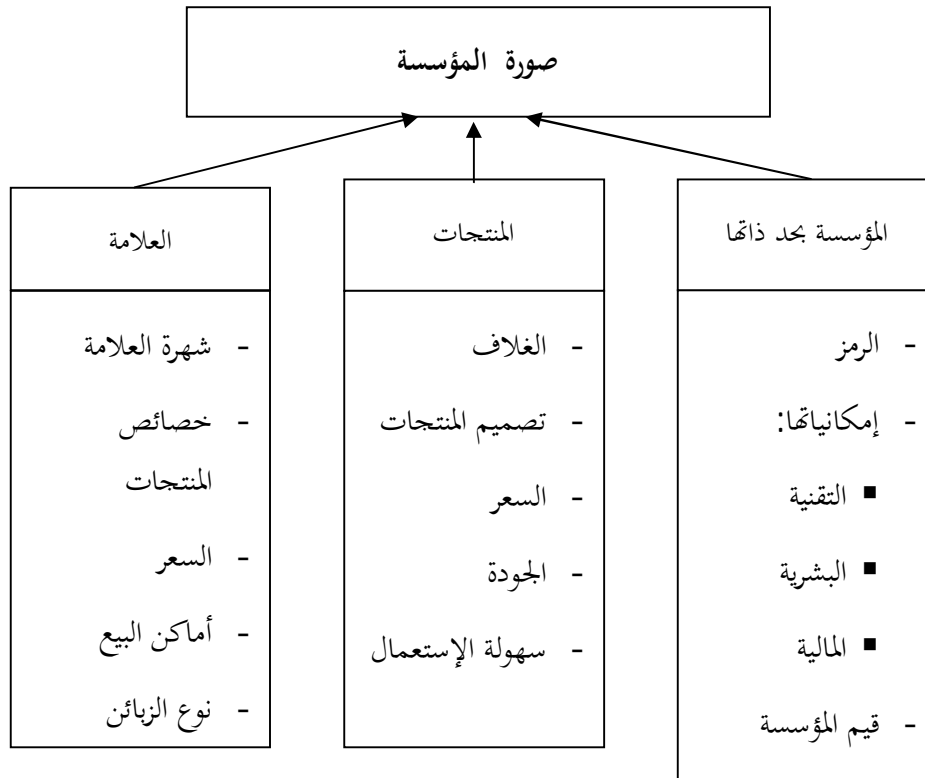 صورة المؤسسة
المؤسسة بحد ذاتها
- الرمز
- إمكانياتها:
■ التقنية
■ البشرية
■ المالية
- قيم المؤسسة
المنتجات
- الغلاف
- تصميم المنتجات
- السعر
- الجودة
- سهولة الإستعمال
العلامة
- شهرة العلامة
- خصائص
المنتجات
- السعر
- أماكن البيع
- نوع الزبائن